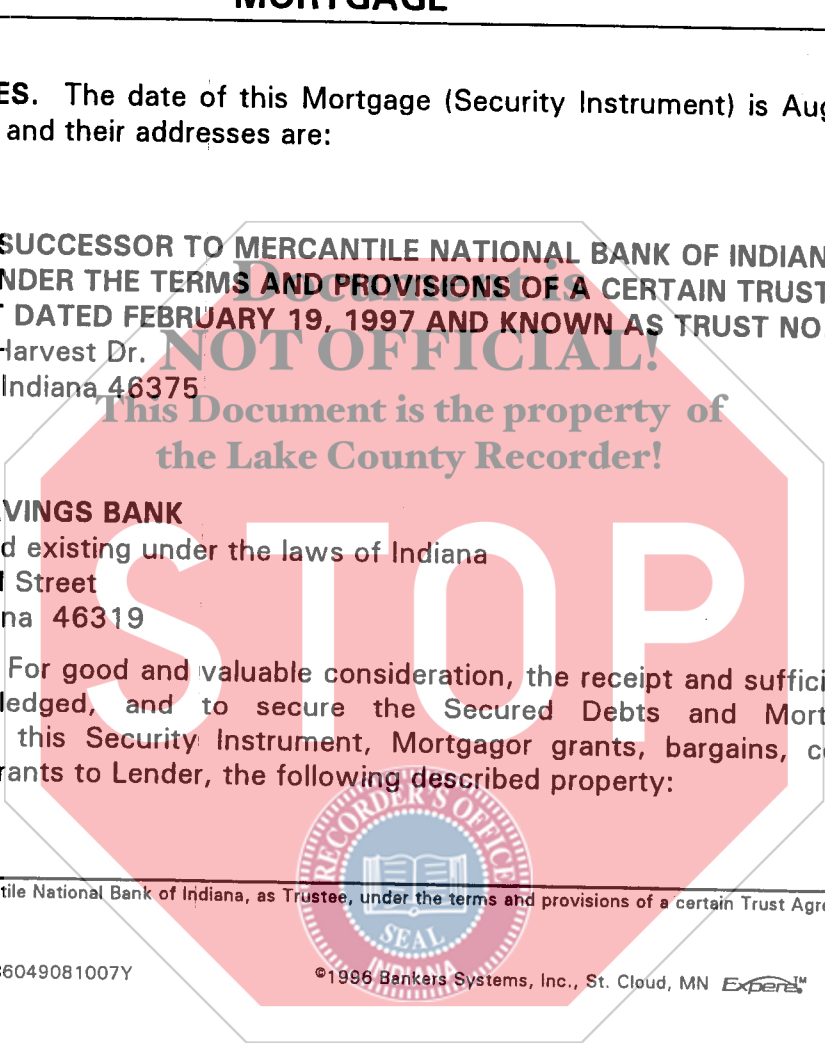 MORTGAGE
ES. The date of this Mortgage (Security Instrument) is Aug
and their addresses are:
SUCCESSOR TO MERCANTILE NATIONAL BANK OF INDIAN
NDER THE TERMS AND PROVISIONS OF A CERTAIN TRUST
Document is
T DATED FEBRUARY 19, 1997 AND KNOWN AS TRUST NO.
Harvest Dr.
NOT OFFICIAL!
Indiana 46375
This Document is the property of
the Lake County Recorder!
VINGS BANK
STOP
d existing under the laws of Indiana
Street
na 46319
For good and valuable consideration, the receipt and suffici
ledged, and to secure the Secured Debts and Mort
this Security Instrument, Mortgagor grants, bargains, co
rants to Lender, the following described property:
RECORDER'S OFFICE
SEAL
INDIANA
tile National Bank of Indiana, as Trustee, under the terms and provisions of a certain Trust Agre
6049081007Y
©1996 Bankers Systems, Inc., St. Cloud, MN Expere™